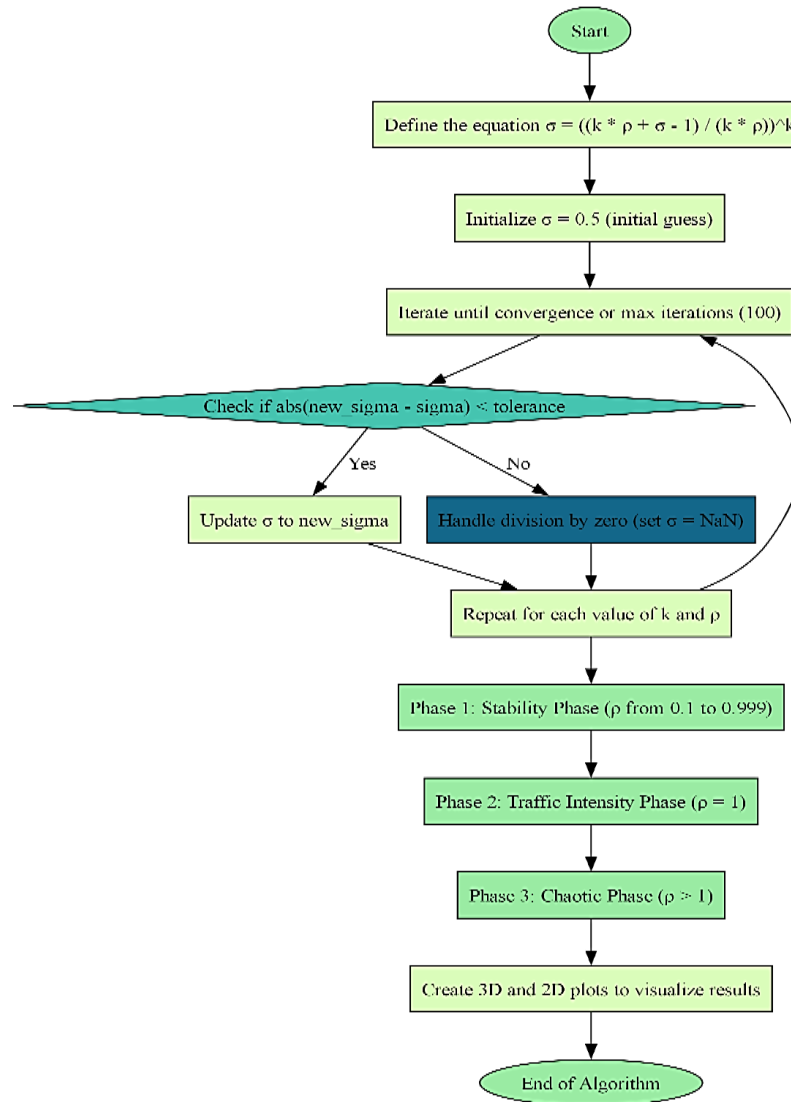 Start
Define the equation σ = ((k * ρ + σ - 1) / (k * ρ))^k
Initialize σ = 0.5 (initial guess)
Iterate until convergence or max iterations (100)
Check if abs(new_sigma - sigma) < tolerance
Yes
No
Update σ to new_sigma
Handle division by zero (set σ = NaN)
Repeat for each value of k and ρ
Phase 1: Stability Phase (ρ from 0.1 to 0.999)
Phase 2: Traffic Intensity Phase (ρ = 1)
Phase 3: Chaotic Phase (ρ > 1)
Create 3D and 2D plots to visualize results
End of Algorithm